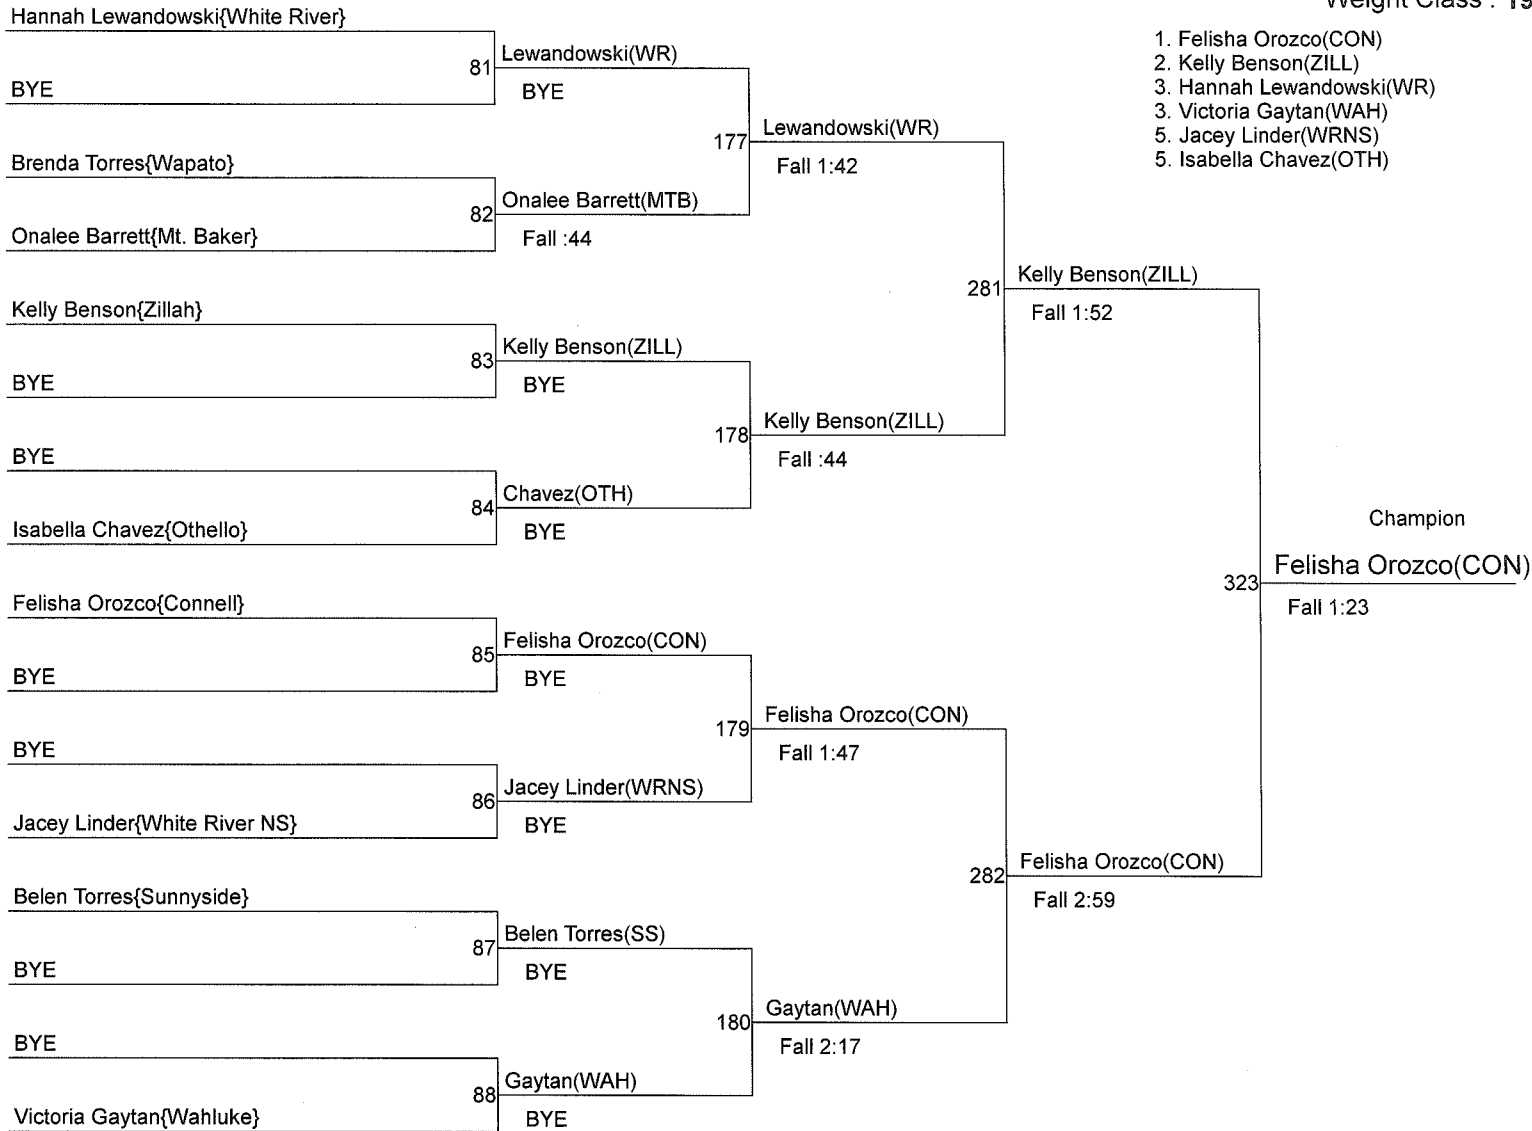 Weight Class :
1. Felisha Orozco(CON)
2. Kelly Benson(ZILL)
3. Hannah Lewandowski(WR)
3. Victoria Gaytan(WAH)
5. Jacey Linder(WRNS)
5. Isabella Chavez(OTH)
Hannah Lewandowski{White River}
81
BYE
Brenda Torres{Wapato}
82
Onalee Barrett{Mt. Baker}
Kelly Benson{Zillah}
83
BYE
BYE
84
Isabella Chavez{Othello}
Felisha Orozco{Connell}
85
BYE
BYE
86
Jacey Linder{White River NS}
Belen Torres{Sunnyside}
87
BYE
BYE
88
Victoria Gaytan{Wahluke}
Lewandowski(WR)
BYE
177
Onalee Barrett(MTB)
Fall :44
Kelly Benson(ZILL)
BYE
178
Chavez(OTH)
BYE
Felisha Orozco(CON)
BYE
179
Jacey Linder(WRNS)
BYE
Belen Torres(SS)
BYE
180
Gaytan(WAH)
BYE
Lewandowski(WR)
Fall 1:42
281
Kelly Benson(ZILL)
Fall :44
Felisha Orozco(CON)
Fall 1:47
282
Gaytan(WAH)
Fall 2:17
Kelly Benson(ZILL)
Fall 1:52
323
Felisha Orozco(CON)
Fall 2:59
Champion
Felisha Orozco(CON)
Fall 1:23